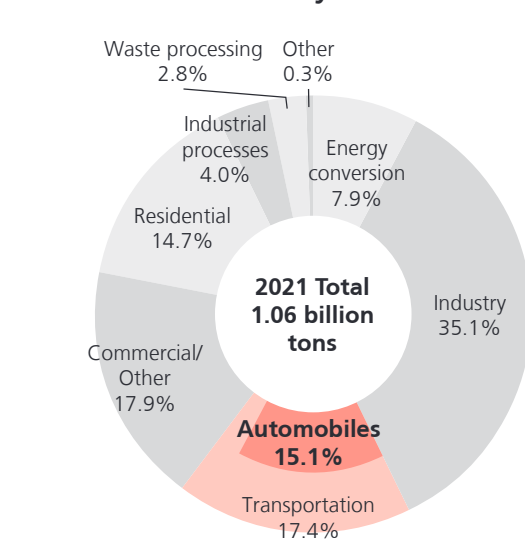 Waste processing
2.8%
Other
0.3%
Industrial
processes
4.0%
Energy
conversion
7.9%
Residential
14.7%
2021 Total
1.06 billion
tons
Industry
35.1%
Commercial/
Other
17.9%
Automobiles
15.1%
Transportation
17.4%